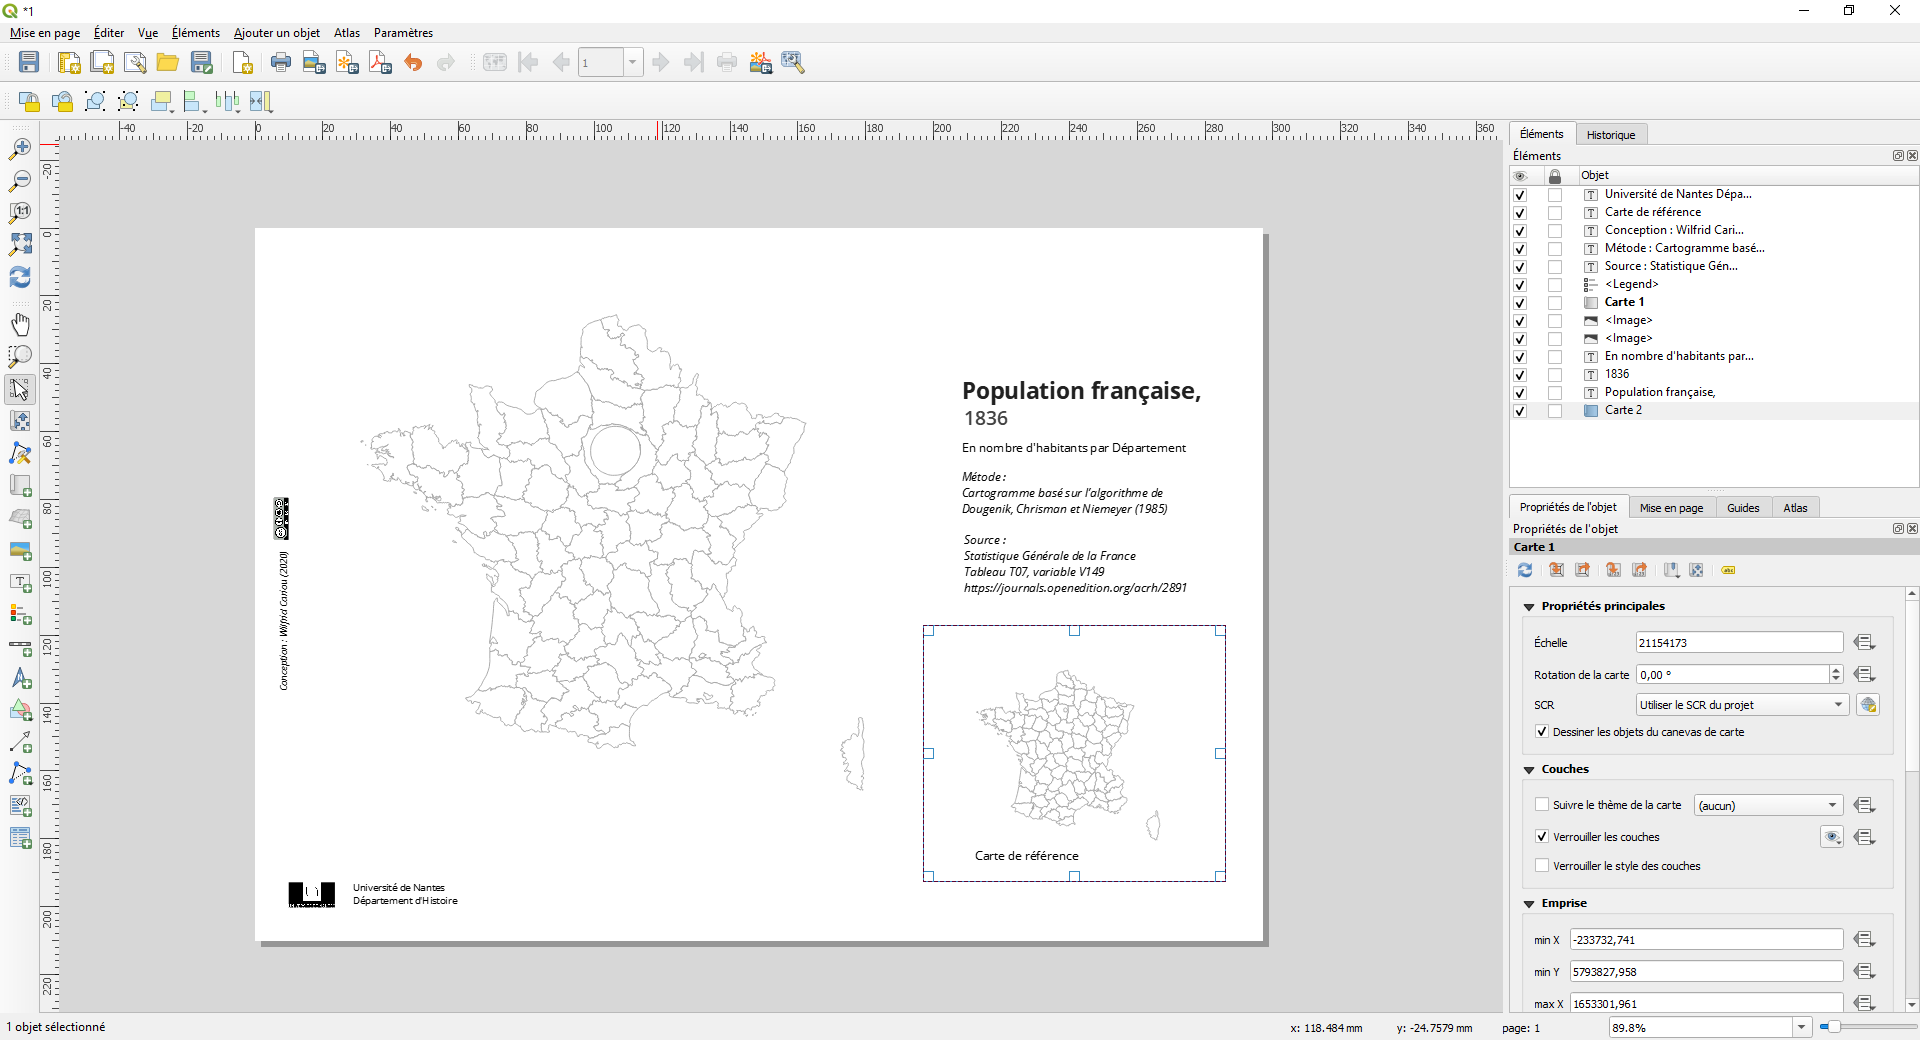 *1
Mise en page Éditer Vue Éléments Ajouter un objet Atlas Paramètres
1
-40 -20 0 20 40 60 80 100 120 140 160 180 200 220 240 260 280 300 320 340 360
-20 0 20 40 60 80 100 120 140 160 180 200 220
Population française,
1836
En nombre d'habitants par Département
Métode :
Cartogramme basé sur l'algorithme de
Dougenik, Chrisman et Niemeyer (1985)
Source :
Statistique Générale de la France
Tableau T07, variable V149
https://journals.openedition.org/acrh/2891
Conception : Wilfrid Cariou (2020)
Carte de référence
Université de Nantes
Département d'Histoire
Éléments Historique
Éléments
Objet
Université de Nantes Dépa...
Carte de référence
Conception : Wilfrid Cari...
Métode : Cartogramme basé...
Source : Statistique Gén...
<Legend>
Carte 1
<Image>
<Image>
En nombre d'habitants par...
1836
Population française,
Carte 2
Propriétés de l'objet Mise en page Guides Atlas
Propriétés de l'objet
Carte 1
Propriétés principales
Échelle 21154173
Rotation de la carte 0,00 °
SCR Utiliser le SCR du projet
Dessiner les objets du canevas de carte
Couches
Suivre le thème de la carte (aucun)
Verrouiller les couches
Verrouiller le style des couches
Emprise
min X -233732,741
min Y 5793827,958
max X 1653301,961
1 objet sélectionné
x: 118.484 mm y: -24.7579 mm page: 1 89.8%